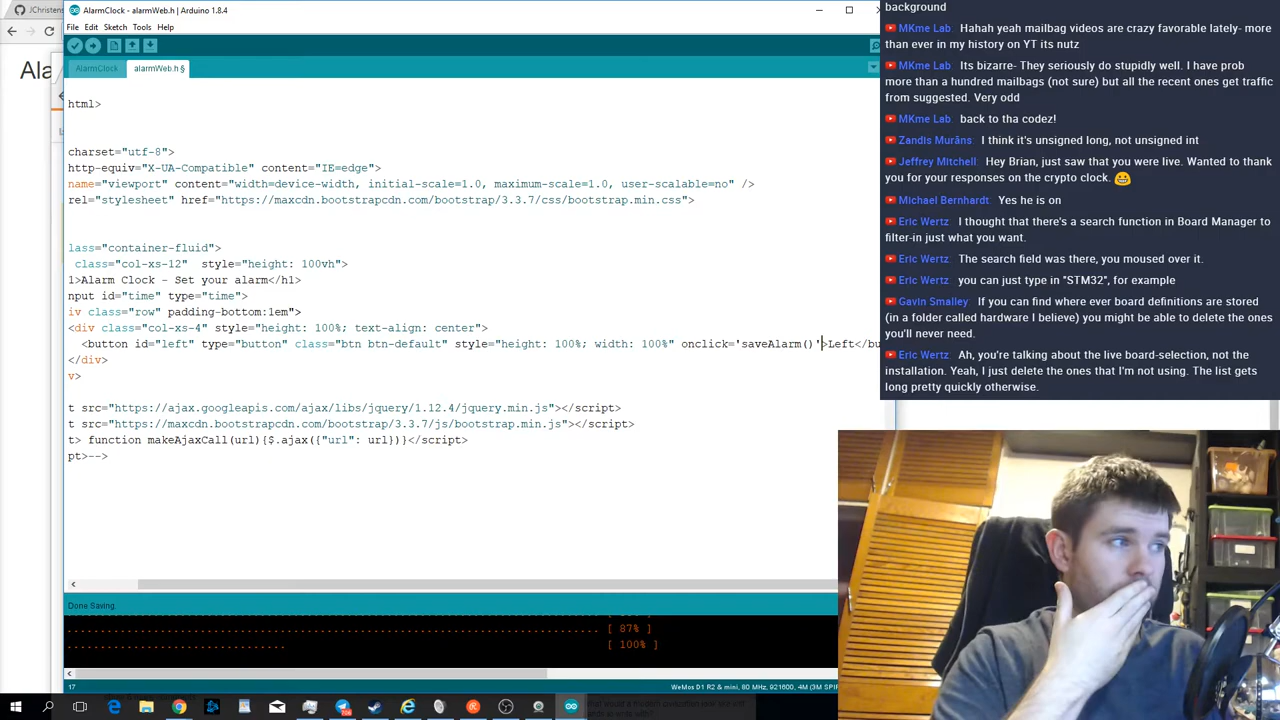 JChristens
AlarmClock - alarmWeb.h | Arduino 1.8.4
File Edit Sketch Tools Help
AlarmClock alarmWeb.h §
Ala
html>
charset="utf-8">
http-equiv="X-UA-Compatible" content="IE=edge">
name="viewport" content="width=device-width, initial-scale=1.0, maximum-scale=1.0, user-scalable=no" />
rel="stylesheet" href="https://maxcdn.bootstrapcdn.com/bootstrap/3.3.7/css/bootstrap.min.css">
lass="container-fluid">
class="col-xs-12" style="height: 100vh">
1>Alarm Clock - Set your alarm</h1>
nput id="time" type="time">
iv class="row" padding-bottom:1em">
<div class="col-xs-4" style="height: 100%; text-align: center">
<button id="left" type="button" class="btn btn-default" style="height: 100%; width: 100%" onclick='saveAlarm()'>Left</bu
</div>
v>
t src="https://ajax.googleapis.com/ajax/libs/jquery/1.12.4/jquery.min.js"></script>
t src="https://maxcdn.bootstrapcdn.com/bootstrap/3.3.7/js/bootstrap.min.js"></script>
t> function makeAjaxCall(url){$.ajax({"url": url})}</script>
pt>-->
Done Saving.
................................................................................ [ 87% ]
................................. [ 100% ]
17
WeMos D1 R2 & mini, 80 MHz, 921600, 4M (3M SPIF
background
MKme Lab Hahah yeah mailbag videos are crazy favorable lately- more
than ever in my history on YT its nutz
MKme Lab Its bizarre- They seriously do stupidly well. I have prob
more than a hundred mailbags (not sure) but all the recent ones get traffic
from suggested. Very odd
MKme Lab back to tha codez!
Zandis Murāns I think it's unsigned long, not unsigned int
Jeffrey Mitchell Hey Brian, just saw that you were live. Wanted to thank
you for your responses on the crypto clock. 😀
Michael Bernhardt Yes he is on
Eric Wertz I thought that there's a search function in Board Manager to
filter-in just what you want.
Eric Wertz The search field was there, you moused over it.
Eric Wertz you can just type in "STM32", for example
Gavin Smalley If you can find where ever board definitions are stored
(in a folder called hardware I believe) you might be able to delete the ones
you'll never need.
Eric Wertz Ah, you're talking about the live board-selection, not the
installation. Yeah, I just delete the ones that I'm not using. The list gets
long pretty quickly otherwise.